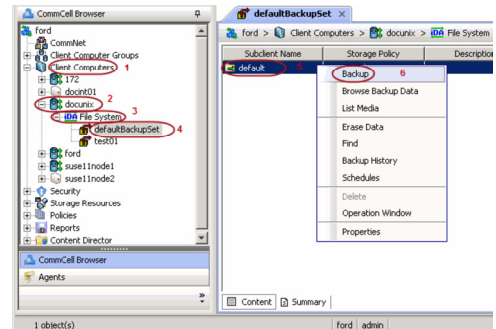 CommCell Browser
defaultBackupSet
ford
CommNet
Client Computer Groups
Client Computers 1
172
docint01
docunix 2
iDA File System 3
defaultBackupSet 4
test01
ford
suse11node1
suse11node2
Security
Storage Resources
Policies
Reports
Content Director
CommCell Browser
Agents
1 object(s)
ford > Client Computers > docunix > iDA File System
Subclient Name Storage Policy Description
default 5
Backup 6
Browse Backup Data
List Media
Erase Data
Find
Backup History
Schedules
Delete
Operation Window
Properties
Content Summary
ford admin